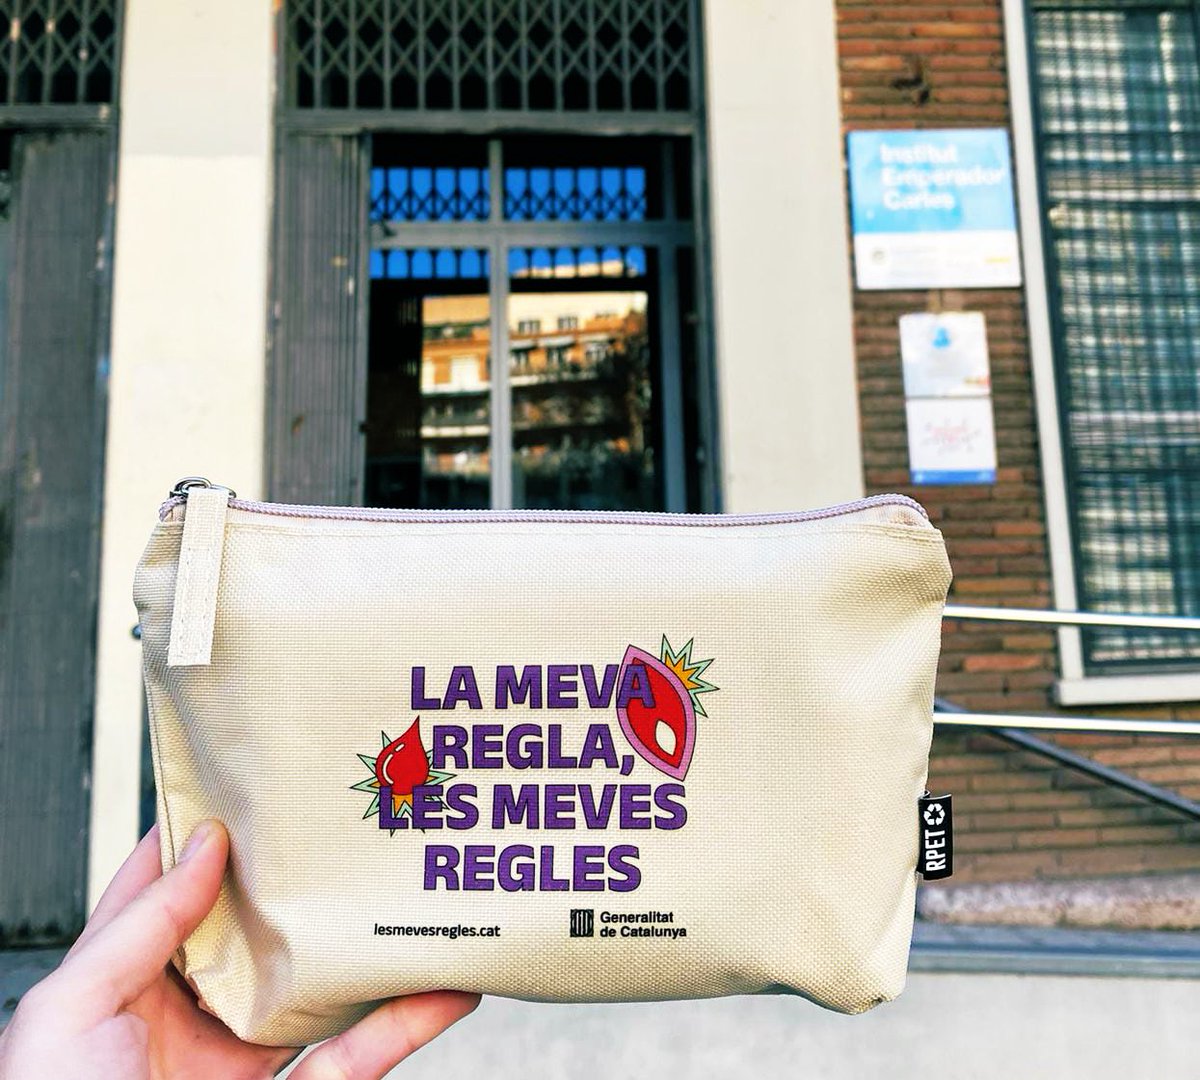 Institut
Emperador
Carles
LA MEVA
REGLA,
LES MEVES
REGLES
lesmevesregles.cat
Generalitat
de Catalunya
RPET